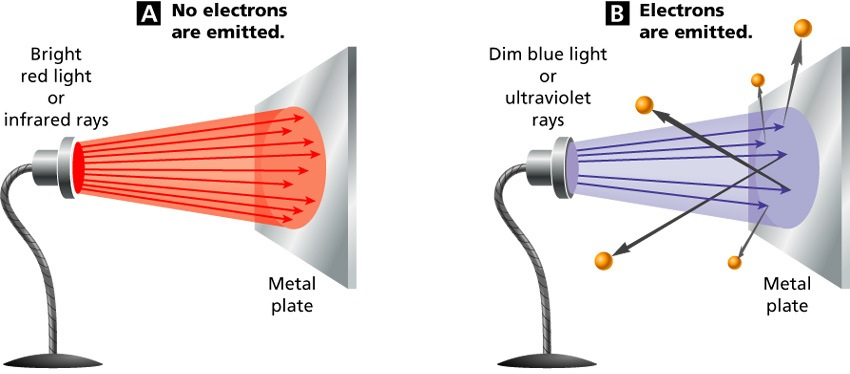 A No electrons
are emitted.
Bright
red light
or
infrared rays
Metal
plate
B Electrons
are emitted.
Dim blue light
or
ultraviolet
rays
Metal
plate